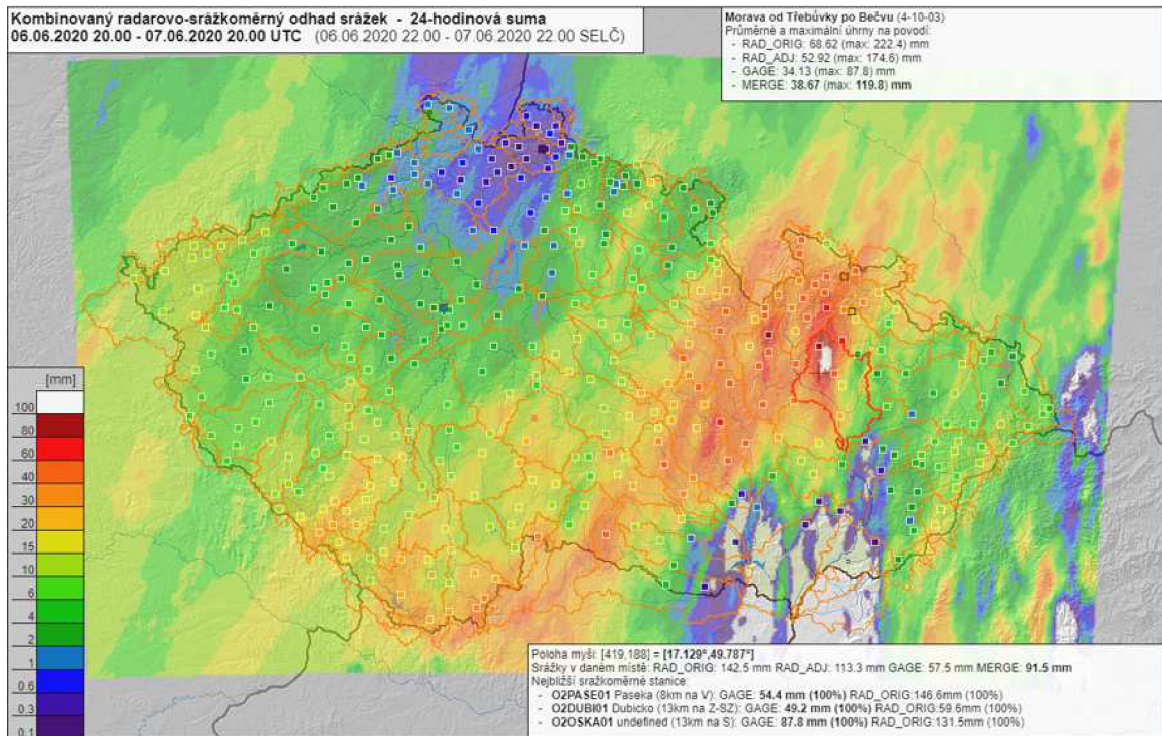 Kombinovaný radarovo-srážkoměrný odhad srážek - 24-hodinová suma
06.06.2020 20.00 - 07.06.2020 20.00 UTC (06.06.2020 22.00 - 07.06.2020 22.00 SELČ)
Morava od Třebůvky po Bečvu (4-10-03)
Průměrné a maximální úhrny na povodí:
- RAD_ORIG: 68.62 (max: 222.4) mm
- RAD_ADJ: 52.92 (max: 174.6) mm
- GAGE: 34.13 (max: 87.8) mm
- MERGE: 38.67 (max: 119.8) mm
[mm]
100
80
60
40
30
20
15
10
6
4
2
1
0.6
0.3
0.1
Poloha myši: [419,188] = [17.129°,49.787°]
Srážky v daném místě: RAD_ORIG: 142.5 mm RAD_ADJ: 113.3 mm GAGE: 57.5 mm MERGE: 91.5 mm
Nejbližší sražkoměrné stanice:
- O2PASE01 Paseka (8km na V): GAGE: 54.4 mm (100%) RAD_ORIG:146.6mm (100%)
- O2DUBI01 Dubicko (13km na Z-SZ): GAGE: 49.2 mm (100%) RAD_ORIG:59.6mm (100%)
- O2OSKA01 undefined (13km na S): GAGE: 87.8 mm (100%) RAD_ORIG:131.5mm (100%)